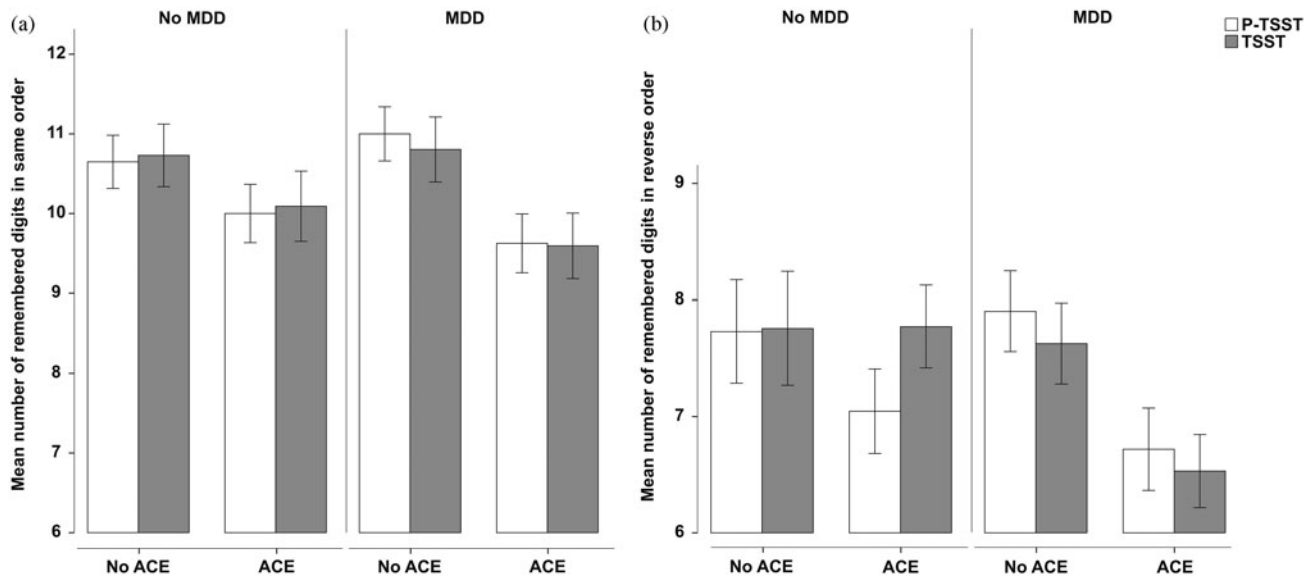 (a)
No MDD
MDD
Mean number of remembered digits in same order
12
11
10
9
8
7
6
No ACE
ACE
No ACE
ACE
(b)
No MDD
MDD
P-TSST
TSST
Mean number of remembered digits in reverse order
9
8
7
6
No ACE
ACE
No ACE
ACE